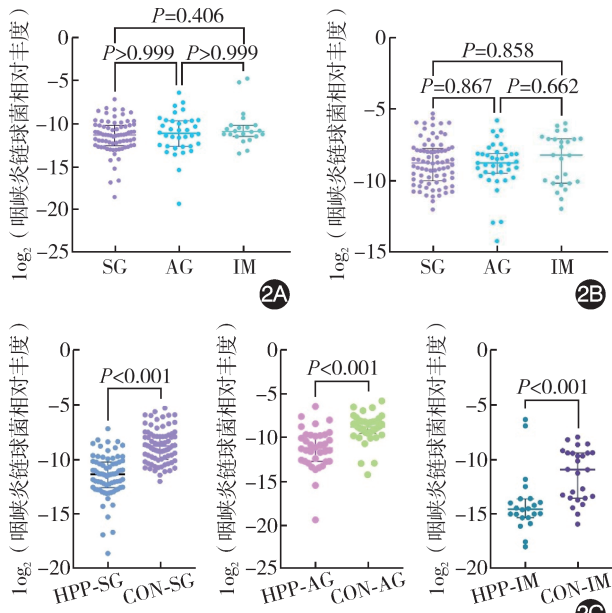 P=0.406
P>0.999 P>0.999
log₂（咽峡炎链球菌相对丰度）
0
−5
−10
−15
−20
−25
SG AG IM
2A
P=0.858
P=0.867 P=0.662
log₂（咽峡炎链球菌相对丰度）
0
−5
−10
−15
SG AG IM
2B
P<0.001
log₂（咽峡炎链球菌相对丰度）
0
−5
−10
−15
−20
HPP-SG CON-SG
P<0.001
log₂（咽峡炎链球菌相对丰度）
0
−5
−10
−15
−20
−25
HPP-AG CON-AG
P<0.001
log₂（咽峡炎链球菌相对丰度）
0
−5
−10
−15
−20
HPP-IM CON-IM